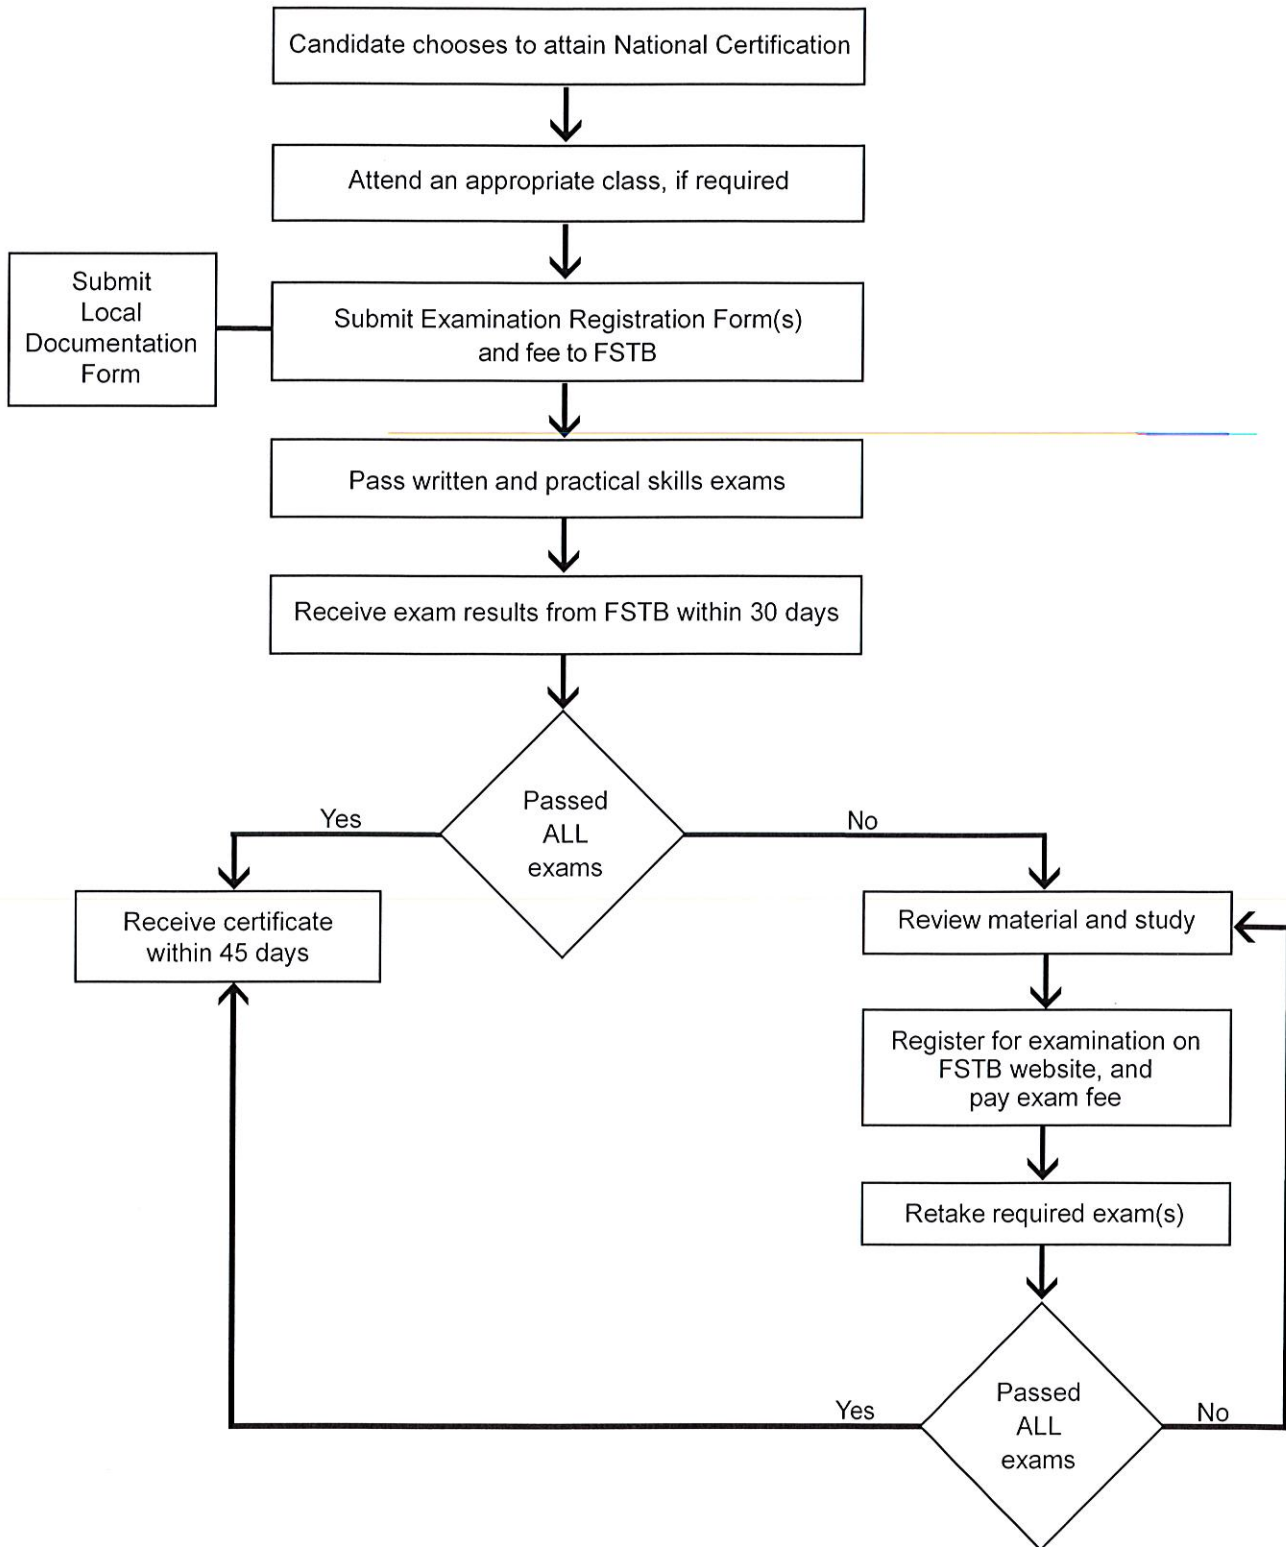 Candidate chooses to attain National Certification
Attend an appropriate class, if required
Submit
Local
Documentation
Form
Submit Examination Registration Form(s)
and fee to FSTB
Pass written and practical skills exams
Receive exam results from FSTB within 30 days
Passed
ALL
exams
Yes
No
Receive certificate
within 45 days
Review material and study
Register for examination on
FSTB website, and
pay exam fee
Retake required exam(s)
Passed
ALL
exams
Yes
No